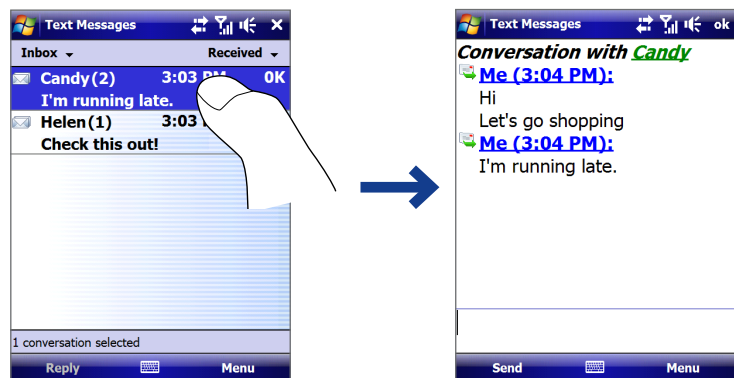 Text Messages
Inbox
Received
Candy(2) 3:03 PM 0K
I'm running late.
Helen(1) 3:03
Check this out!
1 conversation selected
Reply
Menu
Text Messages
ok
Conversation with Candy
Me (3:04 PM):
Hi
Let's go shopping
Me (3:04 PM):
I'm running late.
Send
Menu